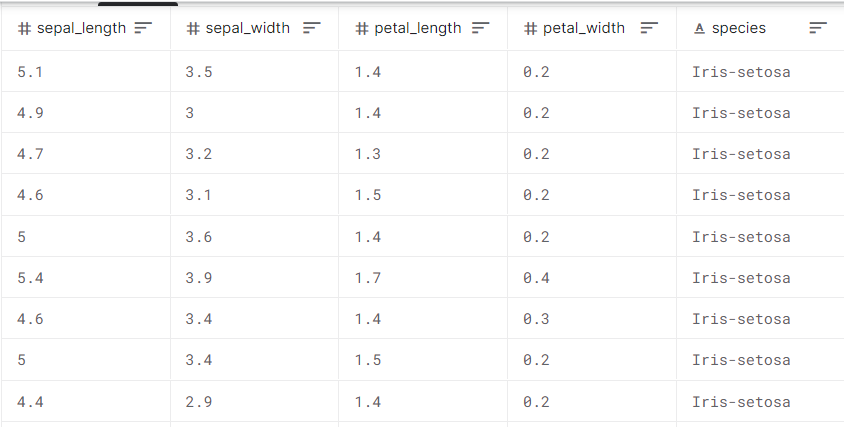 # sepal_length # sepal_width # petal_length # petal_width A species
5.1 3.5 1.4 0.2 Iris-setosa
4.9 3 1.4 0.2 Iris-setosa
4.7 3.2 1.3 0.2 Iris-setosa
4.6 3.1 1.5 0.2 Iris-setosa
5 3.6 1.4 0.2 Iris-setosa
5.4 3.9 1.7 0.4 Iris-setosa
4.6 3.4 1.4 0.3 Iris-setosa
5 3.4 1.5 0.2 Iris-setosa
4.4 2.9 1.4 0.2 Iris-setosa